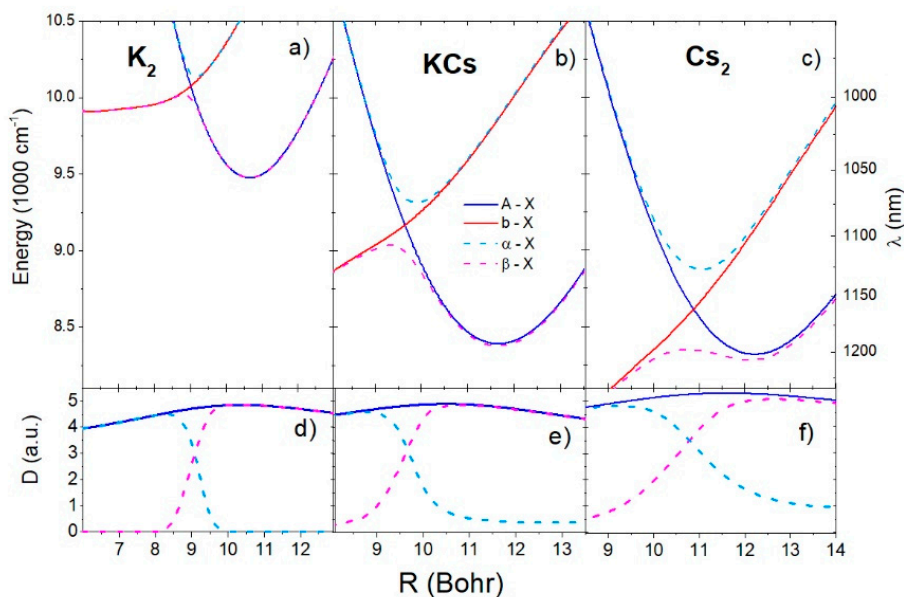 K2
a)
KCs
b)
Cs2
c)
Energy (1000 cm-1)
10.5
10.0
9.5
9.0
8.5
A - X
b - X
α - X
β - X
1000
1050
1100
1150
1200
λ (nm)
D (a.u.)
5
4
3
2
1
0
d)
e)
f)
7 8 9 10 11 12
9 10 11 12 13
9 10 11 12 13 14
R (Bohr)